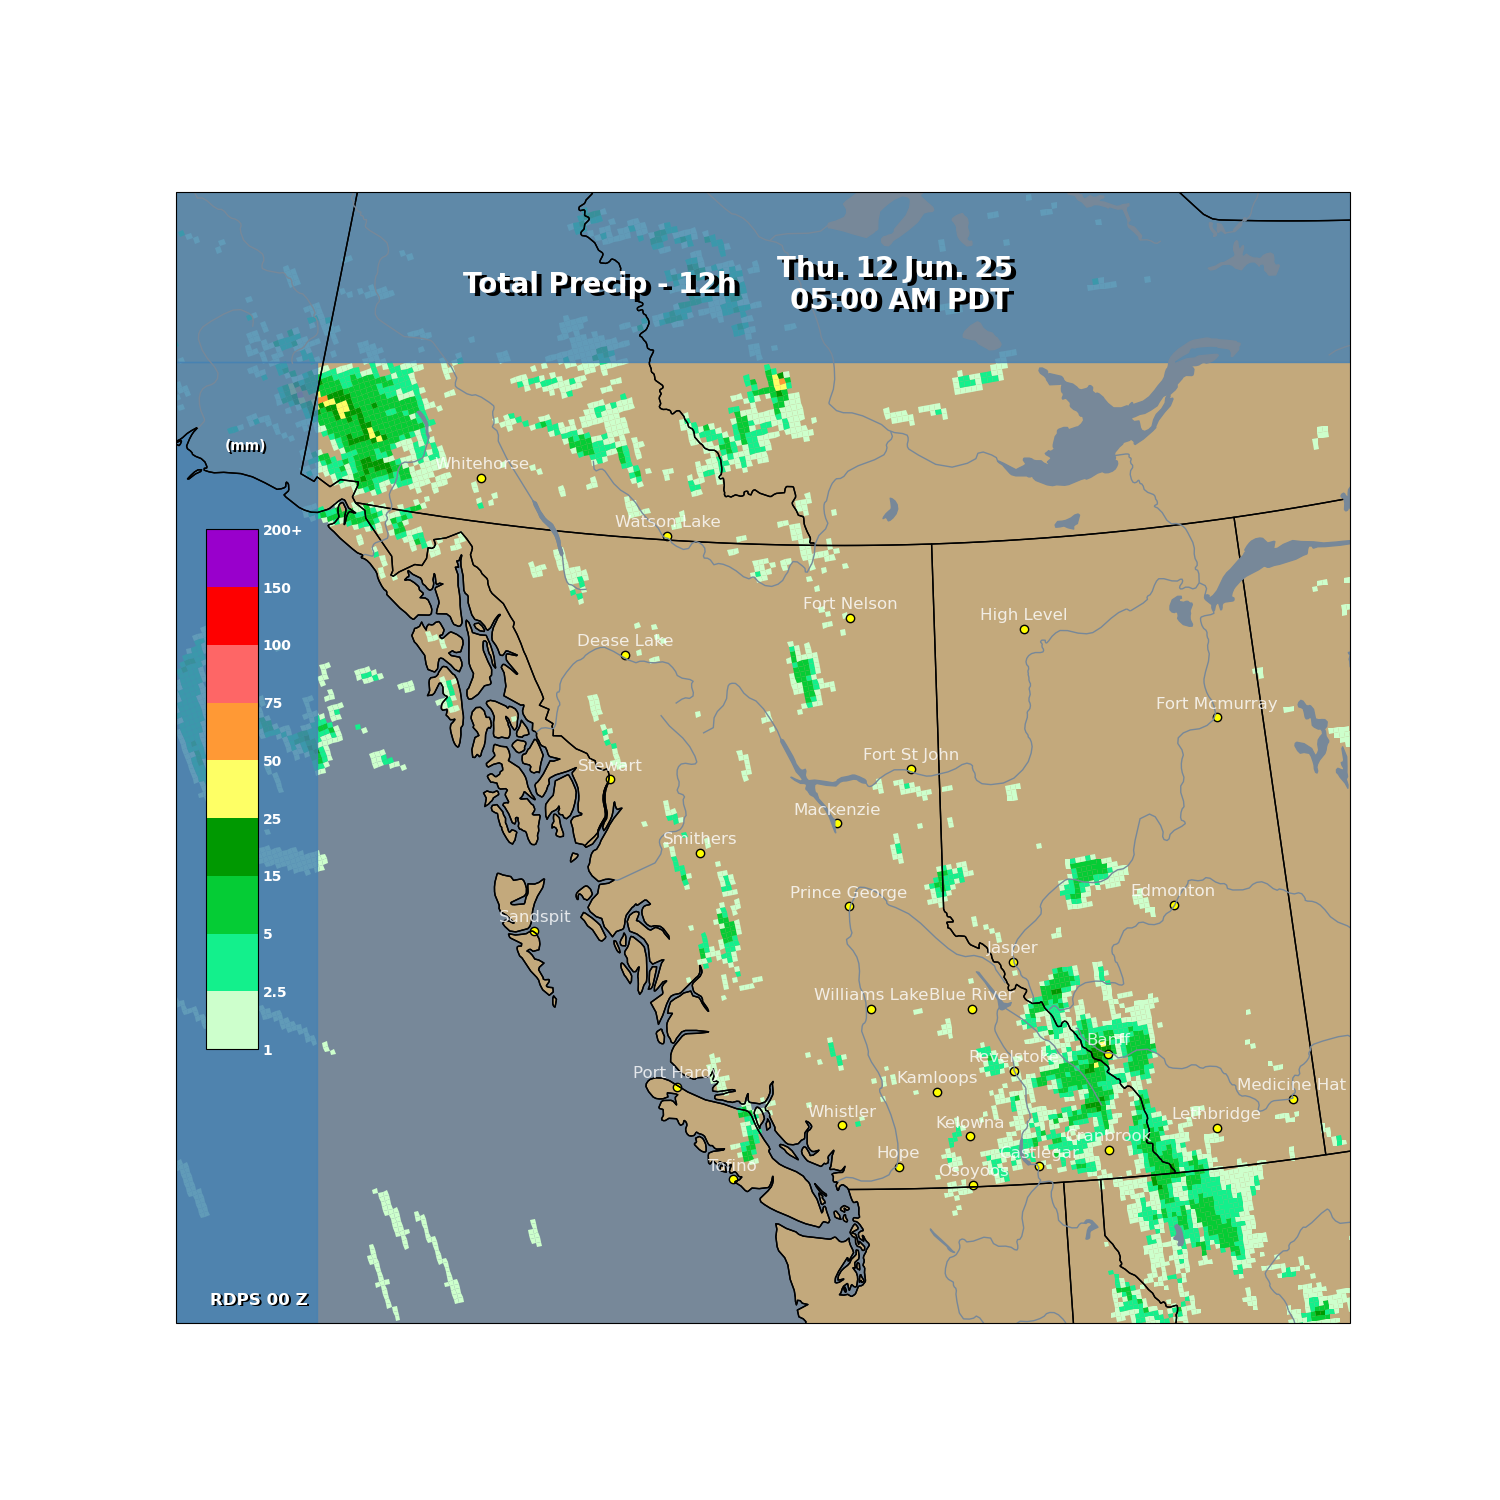 Thu. 12 Jun. 25
Total Precip - 12h
05:00 AM PDT
(mm)
Whitehorse
Watson Lake
200+
150
100
75
50
25
15
5
2.5
1
Fort Nelson
High Level
Dease Lake
Fort Mcmurray
Fort St John
Stewart
Mackenzie
Smithers
Prince George
Edmonton
Sandspit
Jasper
Williams Lake
Blue River
Banff
Revelstoke
Port Hardy
Kamloops
Medicine Hat
Whistler
Lethbridge
Kelowna
Cranbrook
Hope
Castlegar
Tofino
Osoyoos
RDPS 00 Z